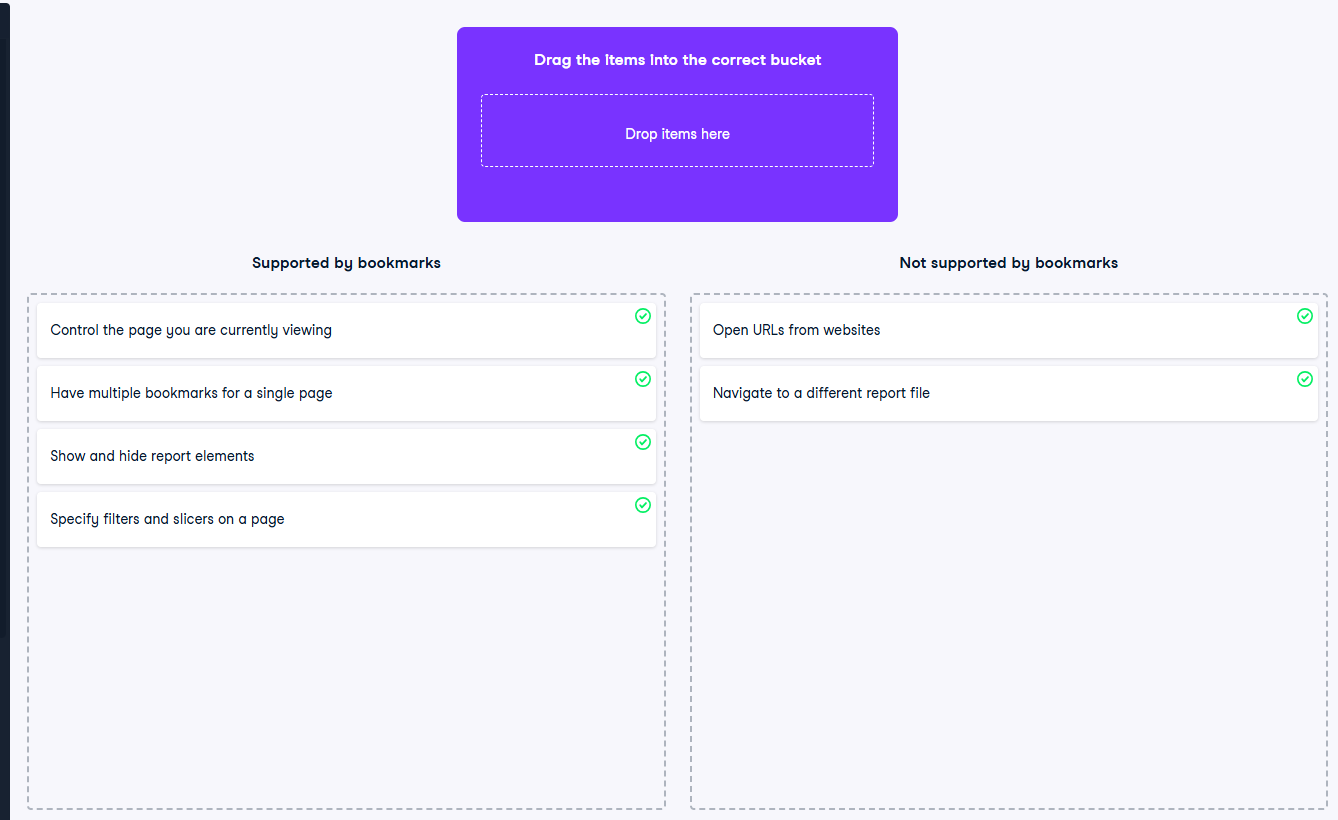 Drag the items into the correct bucket
Drop items here
Supported by bookmarks
Control the page you are currently viewing
Have multiple bookmarks for a single page
Show and hide report elements
Specify filters and slicers on a page
Not supported by bookmarks
Open URLs from websites
Navigate to a different report file